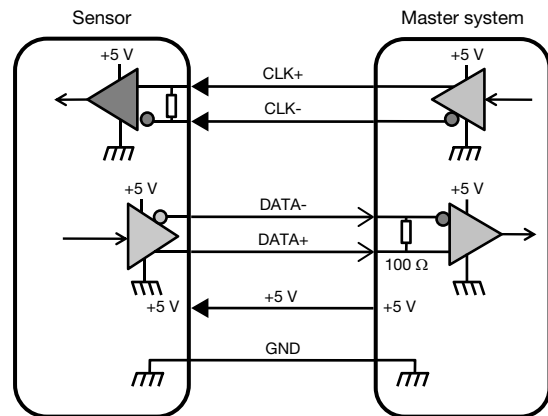 Sensor
Master system
+5 V
+5 V
CLK+
CLK-
+5 V
+5 V
DATA-
DATA+
100 Ω
+5 V
+5 V
+5 V
GND